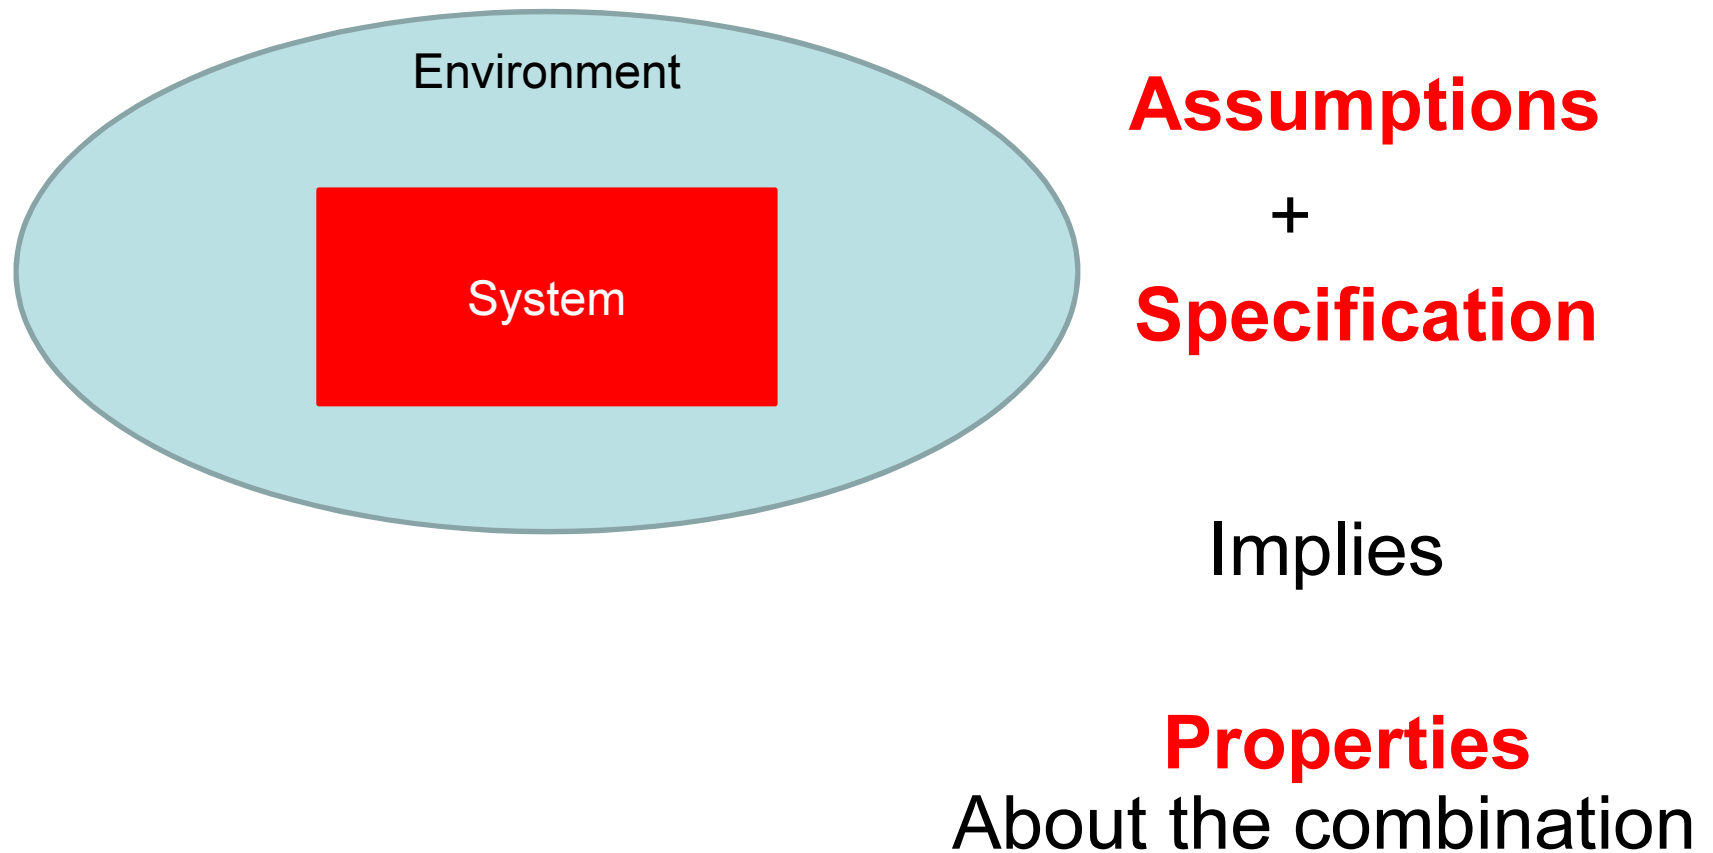 Environment
System
Assumptions
+
Specification
Implies
Properties
About the combination